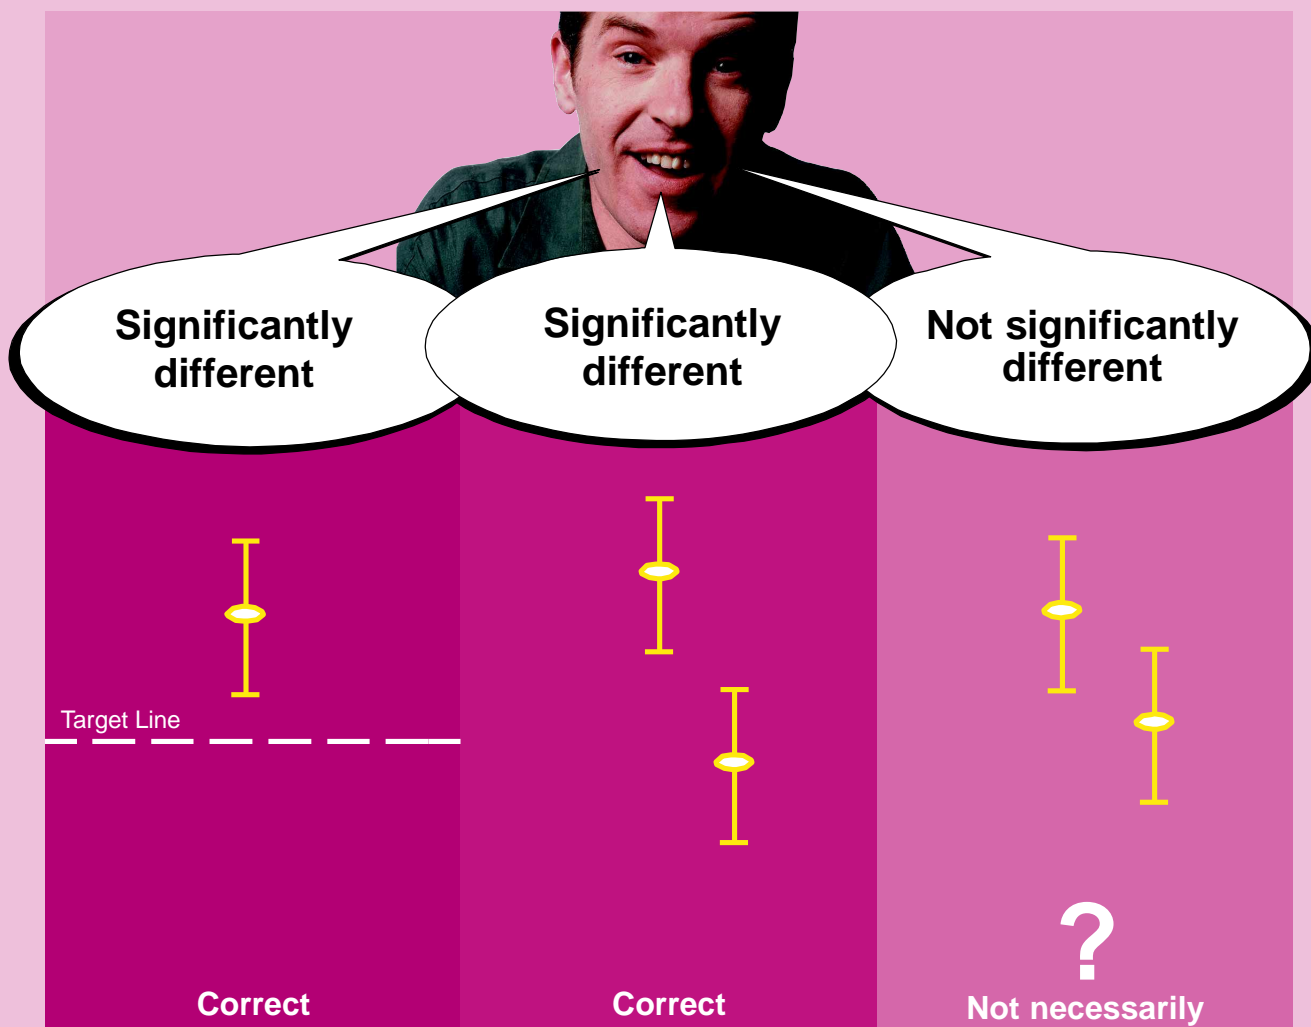 Significantly
different
Significantly
different
Not significantly
different
Target Line
Correct
Correct
?
Not necessarily